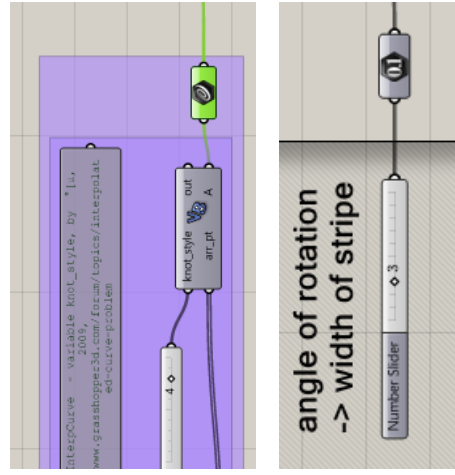 InterpCurve - variable knot_style, by "lu,
2009,
www.grasshopper3d.com/forum/topics/interpolat
ed-curve-problem
knot_style
arr_pt
out
A
4
angle of rotation
-> width of stripe
Number Slider
3